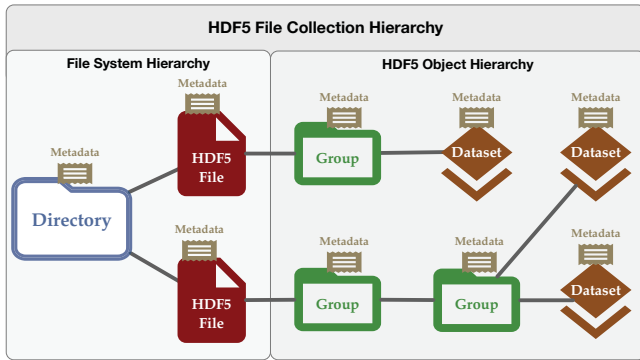 HDF5 File Collection Hierarchy
File System Hierarchy
HDF5 Object Hierarchy
Metadata
HDF5
File
Metadata
Group
Metadata
Dataset
Metadata
Dataset
Metadata
Directory
Metadata
HDF5
File
Metadata
Group
Metadata
Group
Metadata
Dataset